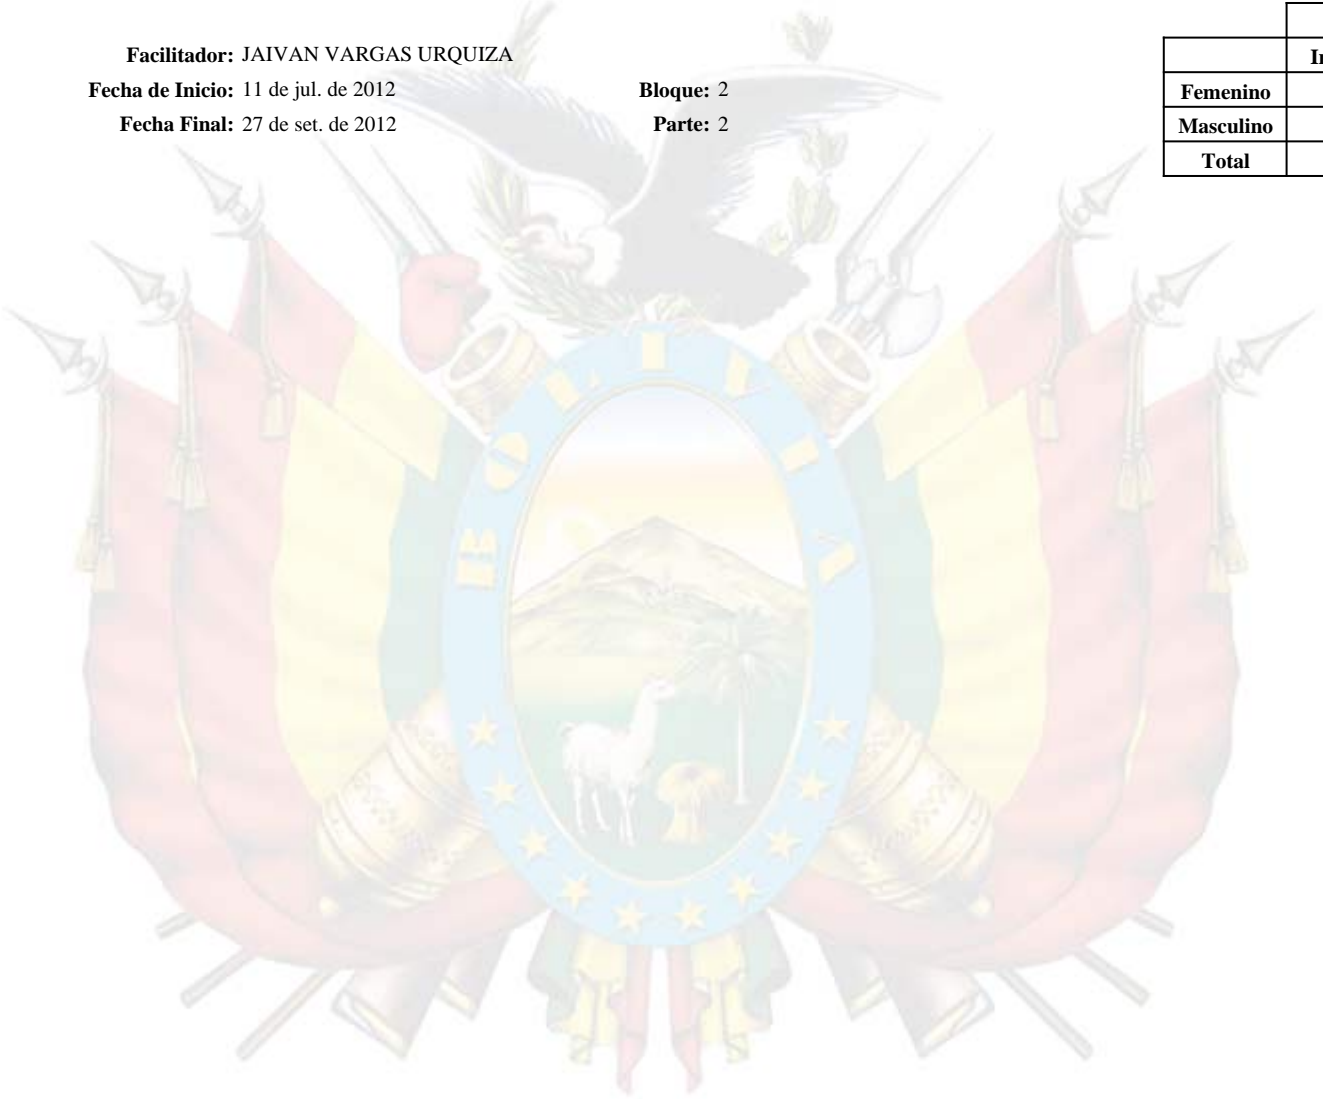 Facilitador: JAIVAN VARGAS URQUIZA
Fecha de Inicio: 11 de jul. de 2012 Bloque: 2
Fecha Final: 27 de set. de 2012 Parte: 2
Femenino
Masculino
Total
BOLIVIA